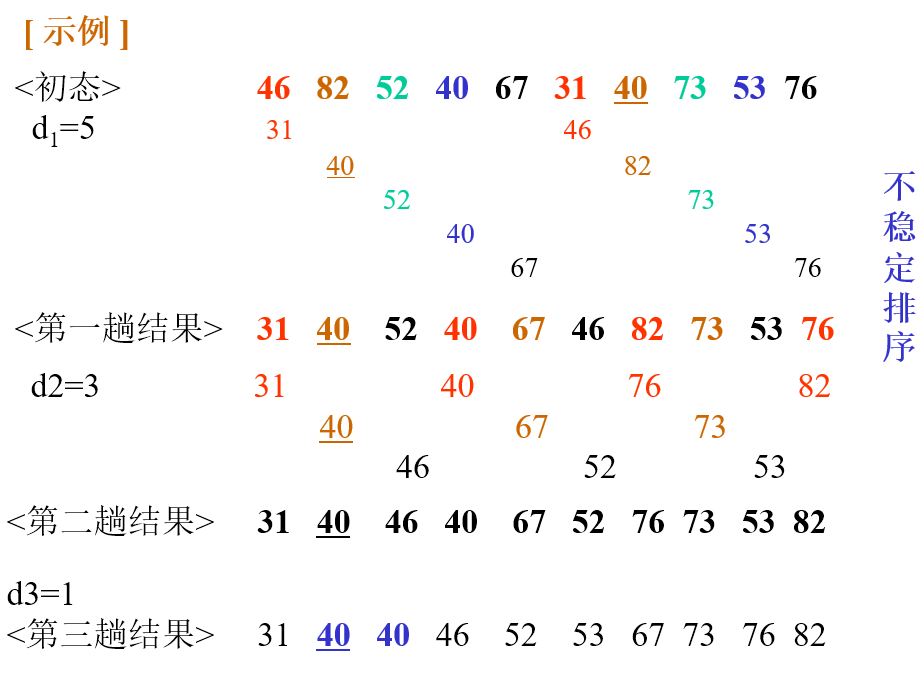 [ 示例 ]
<初态> 46 82 52 40 67 31 40 73 53 76
d1=5 31 46
40 82
52 73
40 53
67 76
不稳定排序
<第一趟结果> 31 40 52 40 67 46 82 73 53 76
d2=3 31 40 76 82
40 67 73
46 52 53
<第二趟结果> 31 40 46 40 67 52 76 73 53 82
d3=1
<第三趟结果> 31 40 40 46 52 53 67 73 76 82